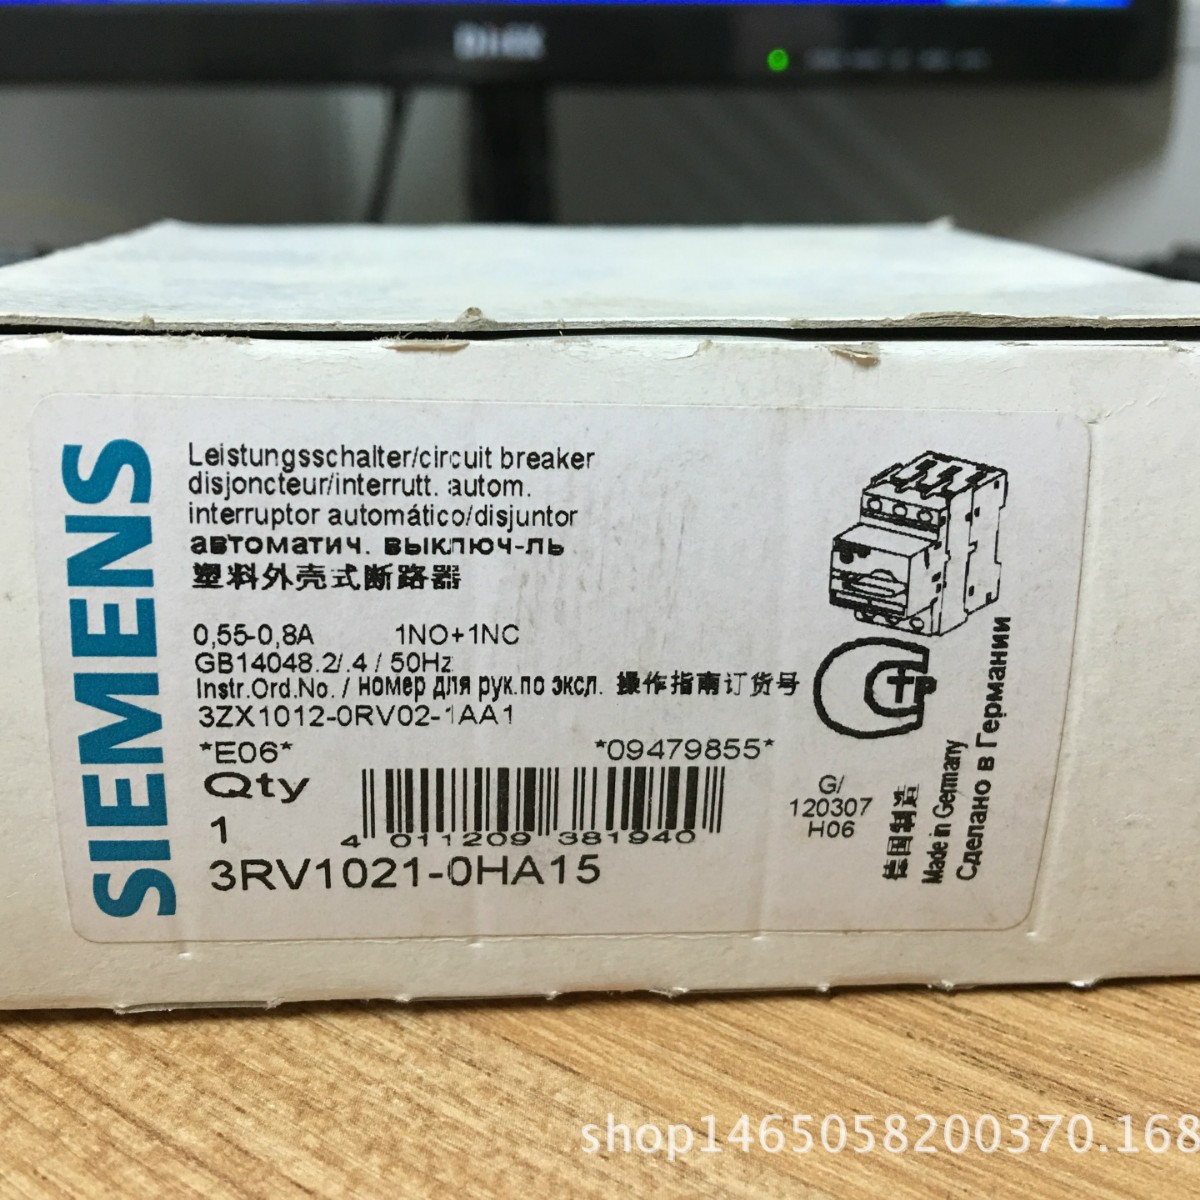 SIEMENS
Leistungsschalter/circuit breaker
disjoncteur/interrutt. autom.
interruptor automático/disjuntor
автоматич. выключ-ль
塑料外壳式断路器
0,55-0,8A 1NO+1NC
GB14048.2/.4 / 50Hz
Instr.Ord.No. / номер для рук.по эксл. 操作指南订货号
3ZX1012-0RV02-1AA1
*E06* *09479855*
Qty
1
4 011209 381940
3RV1021-0HA15
G/
120307
H06
德国制造
Made in Germany
Сделано в Германии
shop1465058200370.168